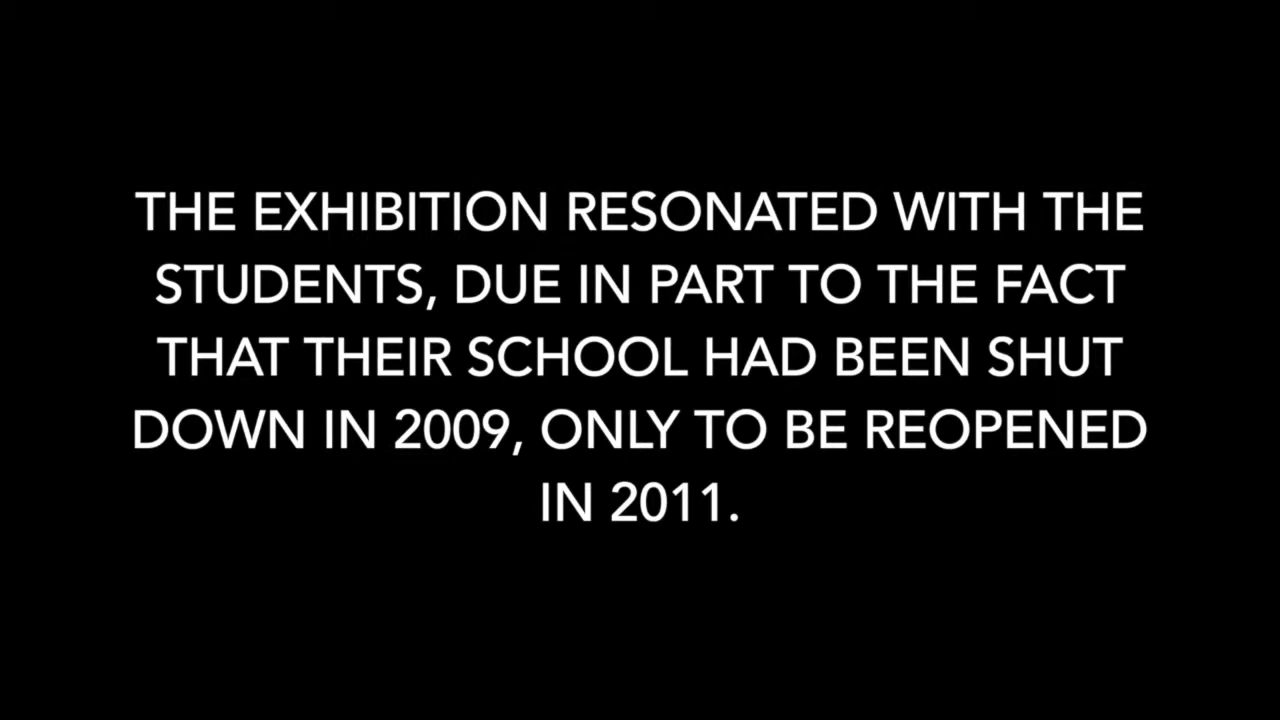 THE EXHIBITION RESONATED WITH THE
STUDENTS, DUE IN PART TO THE FACT
THAT THEIR SCHOOL HAD BEEN SHUT
DOWN IN 2009, ONLY TO BE REOPENED
IN 2011.